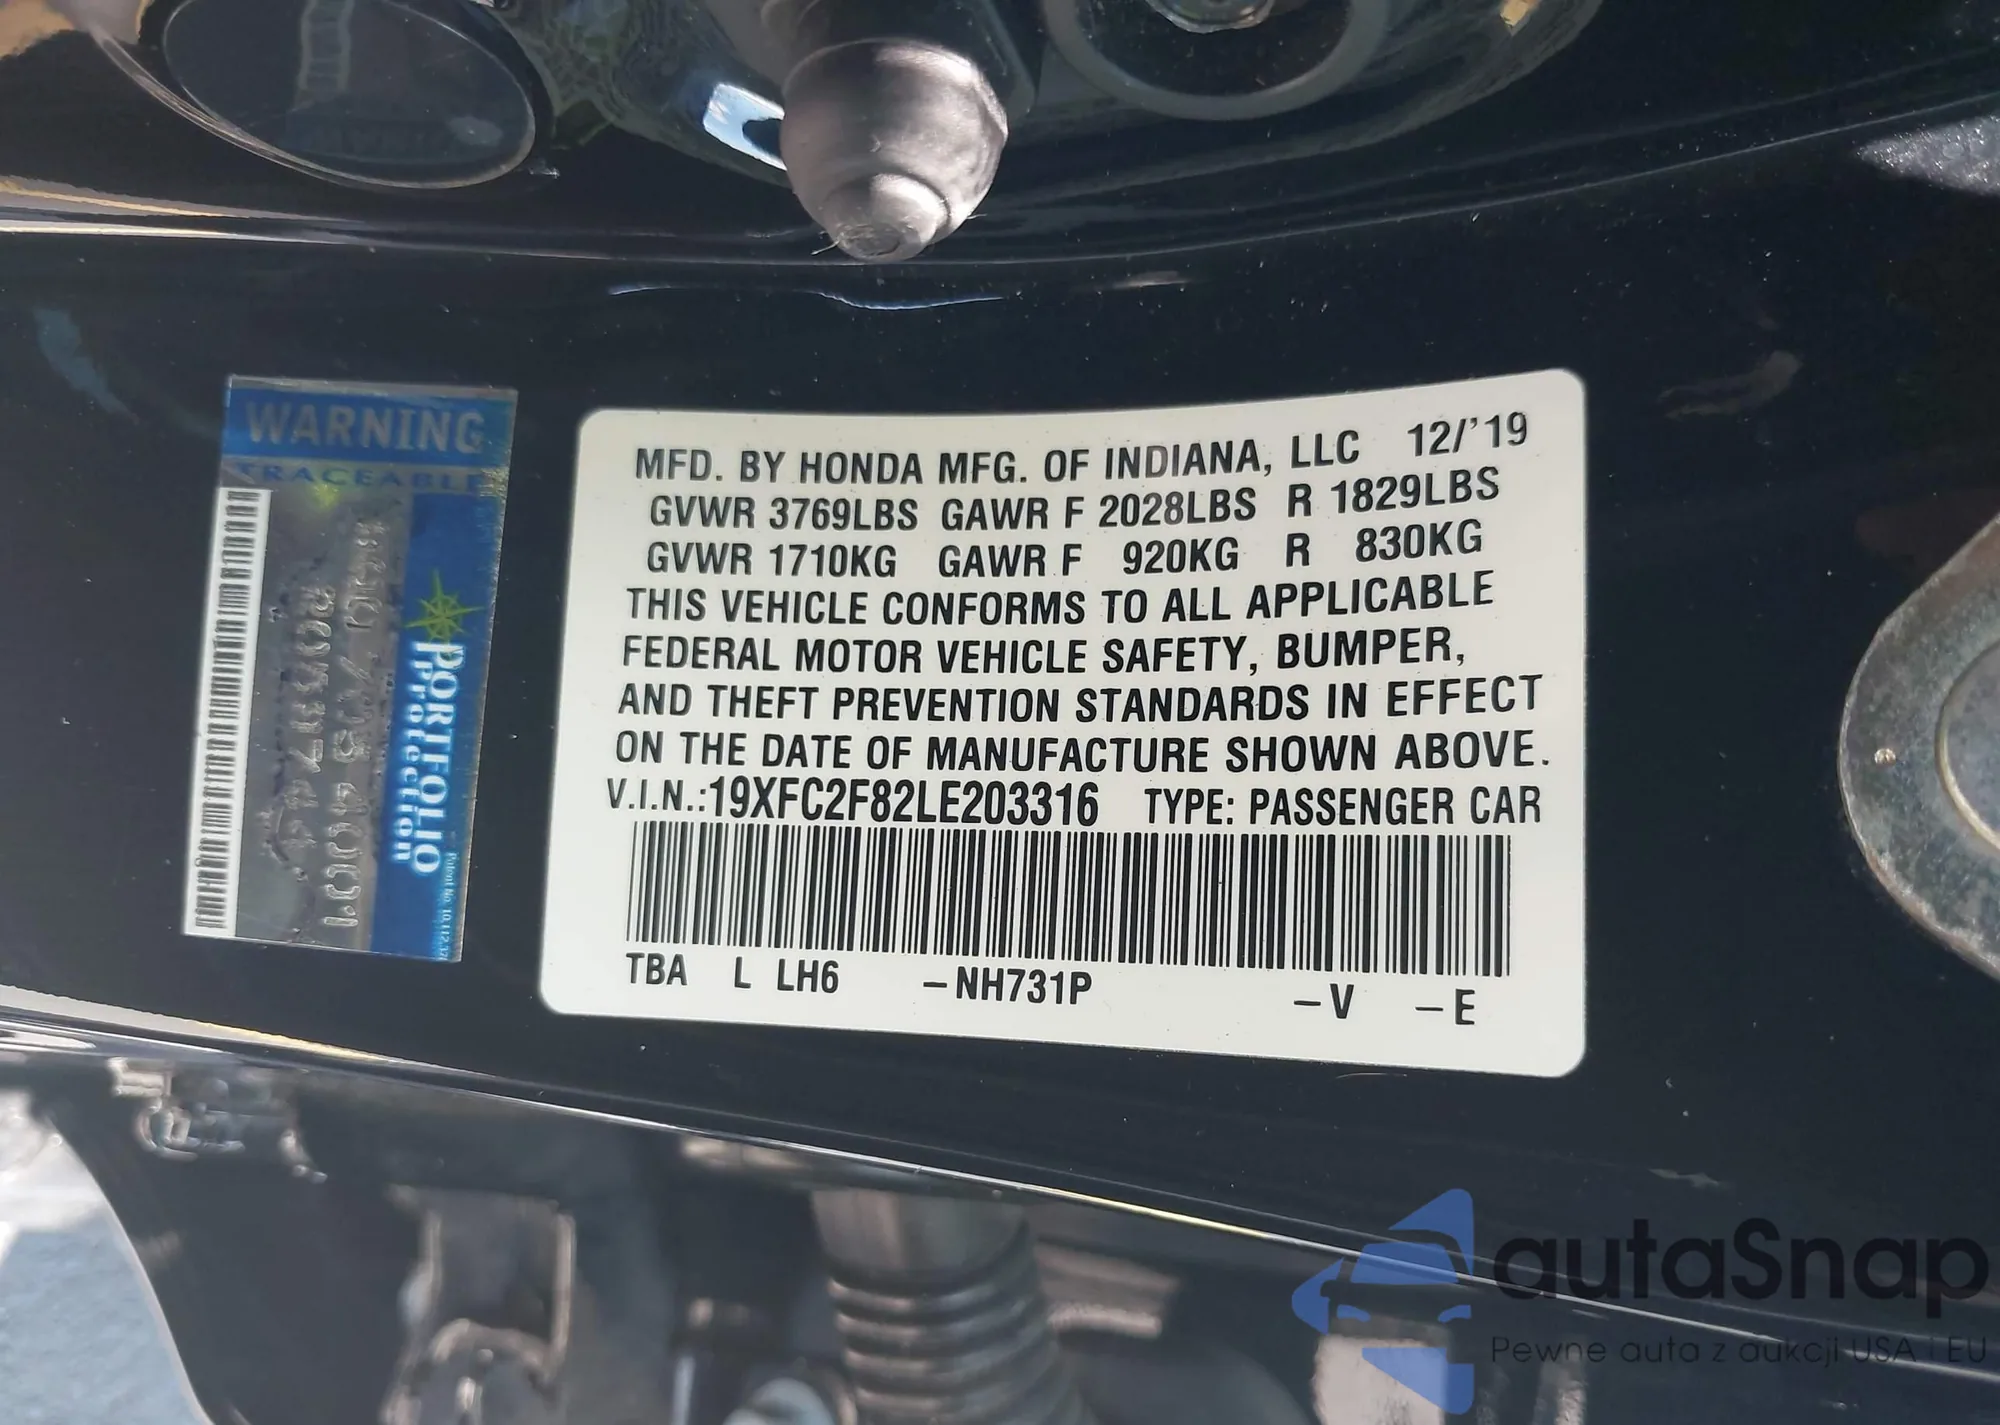 WARNING
TRACEABLE
PORTFOLIO
Protection
MFD. BY HONDA MFG. OF INDIANA, LLC 12/'19
GVWR 3769LBS GAWR F 2028LBS R 1829LBS
GVWR 1710KG GAWR F 920KG R 830KG
THIS VEHICLE CONFORMS TO ALL APPLICABLE
FEDERAL MOTOR VEHICLE SAFETY, BUMPER,
AND THEFT PREVENTION STANDARDS IN EFFECT
ON THE DATE OF MANUFACTURE SHOWN ABOVE.
V.I.N.:19XFC2F82LE203316 TYPE: PASSENGER CAR
TBA L LH6 –NH731P –V –E
autaSnap
Pewne auta z aukcji USA i EU